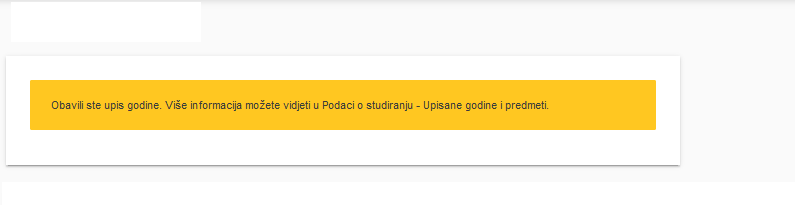 Obavili ste upis godine. Više informacija možete vidjeti u Podaci o studiranju - Upisane godine i predmeti.